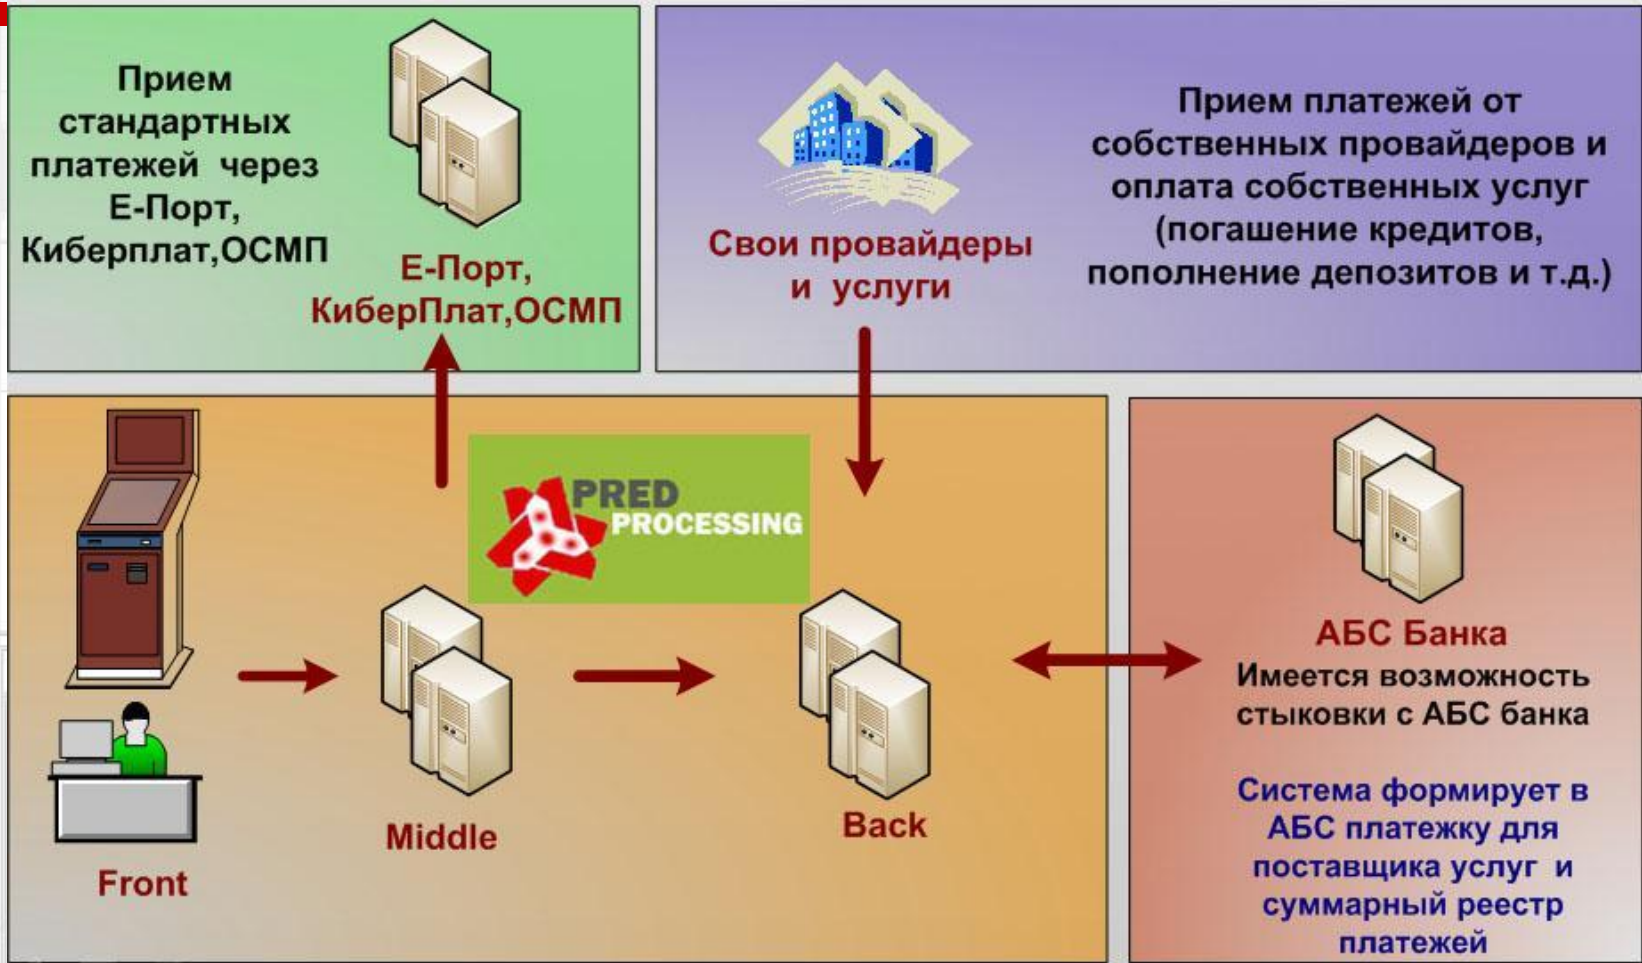 Прием
стандартных
платежей через
Е-Порт,
Киберплат,ОСМП
Е-Порт,
КиберПлат,ОСМП
Свои провайдеры
и услуги
Прием платежей от
собственных провайдеров и
оплата собственных услуг
(погашение кредитов,
пополнение депозитов и т.д.)
PRED
PROCESSING
Front
Middle
Back
АБС Банка
Имеется возможность
стыковки с АБС банка
Система формирует в
АБС платежку для
поставщика услуг и
суммарный реестр
платежей